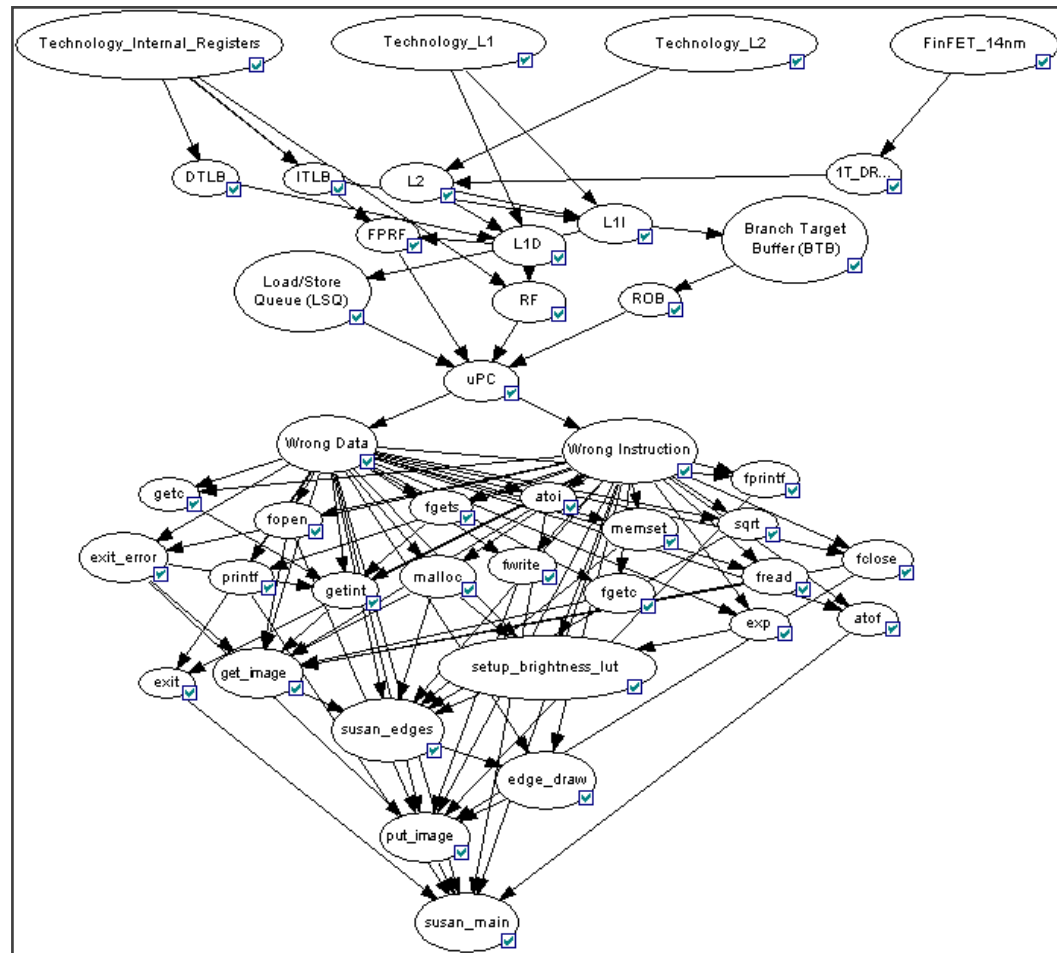 Technology_Internal_Registers
Technology_L1
Technology_L2
FinFET_14nm
DTLB
ITLB
L2
1T_DR...
FPRF
L1D
L1I
Branch Target
Buffer (BTB)
Load/Store
Queue (LSQ)
RF
ROB
uPC
Wrong Data
Wrong Instruction
getc
fgets
atoi
fprintf
fopen
memset
sqrt
exit_error
printf
getint
malloc
fwrite
fgetc
fread
fclose
exp
atof
exit
get_image
setup_brightness_lut
susan_edges
edge_draw
put_image
susan_main